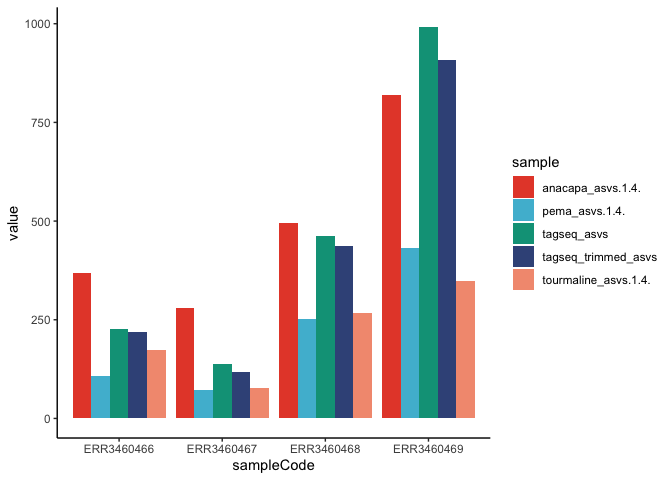 1000
750
500
250
0
value
ERR3460466 ERR3460467 ERR3460468 ERR3460469
sampleCode
sample
anacapa_asvs.1.4.
pema_asvs.1.4.
tagseq_asvs
tagseq_trimmed_asvs
tourmaline_asvs.1.4.